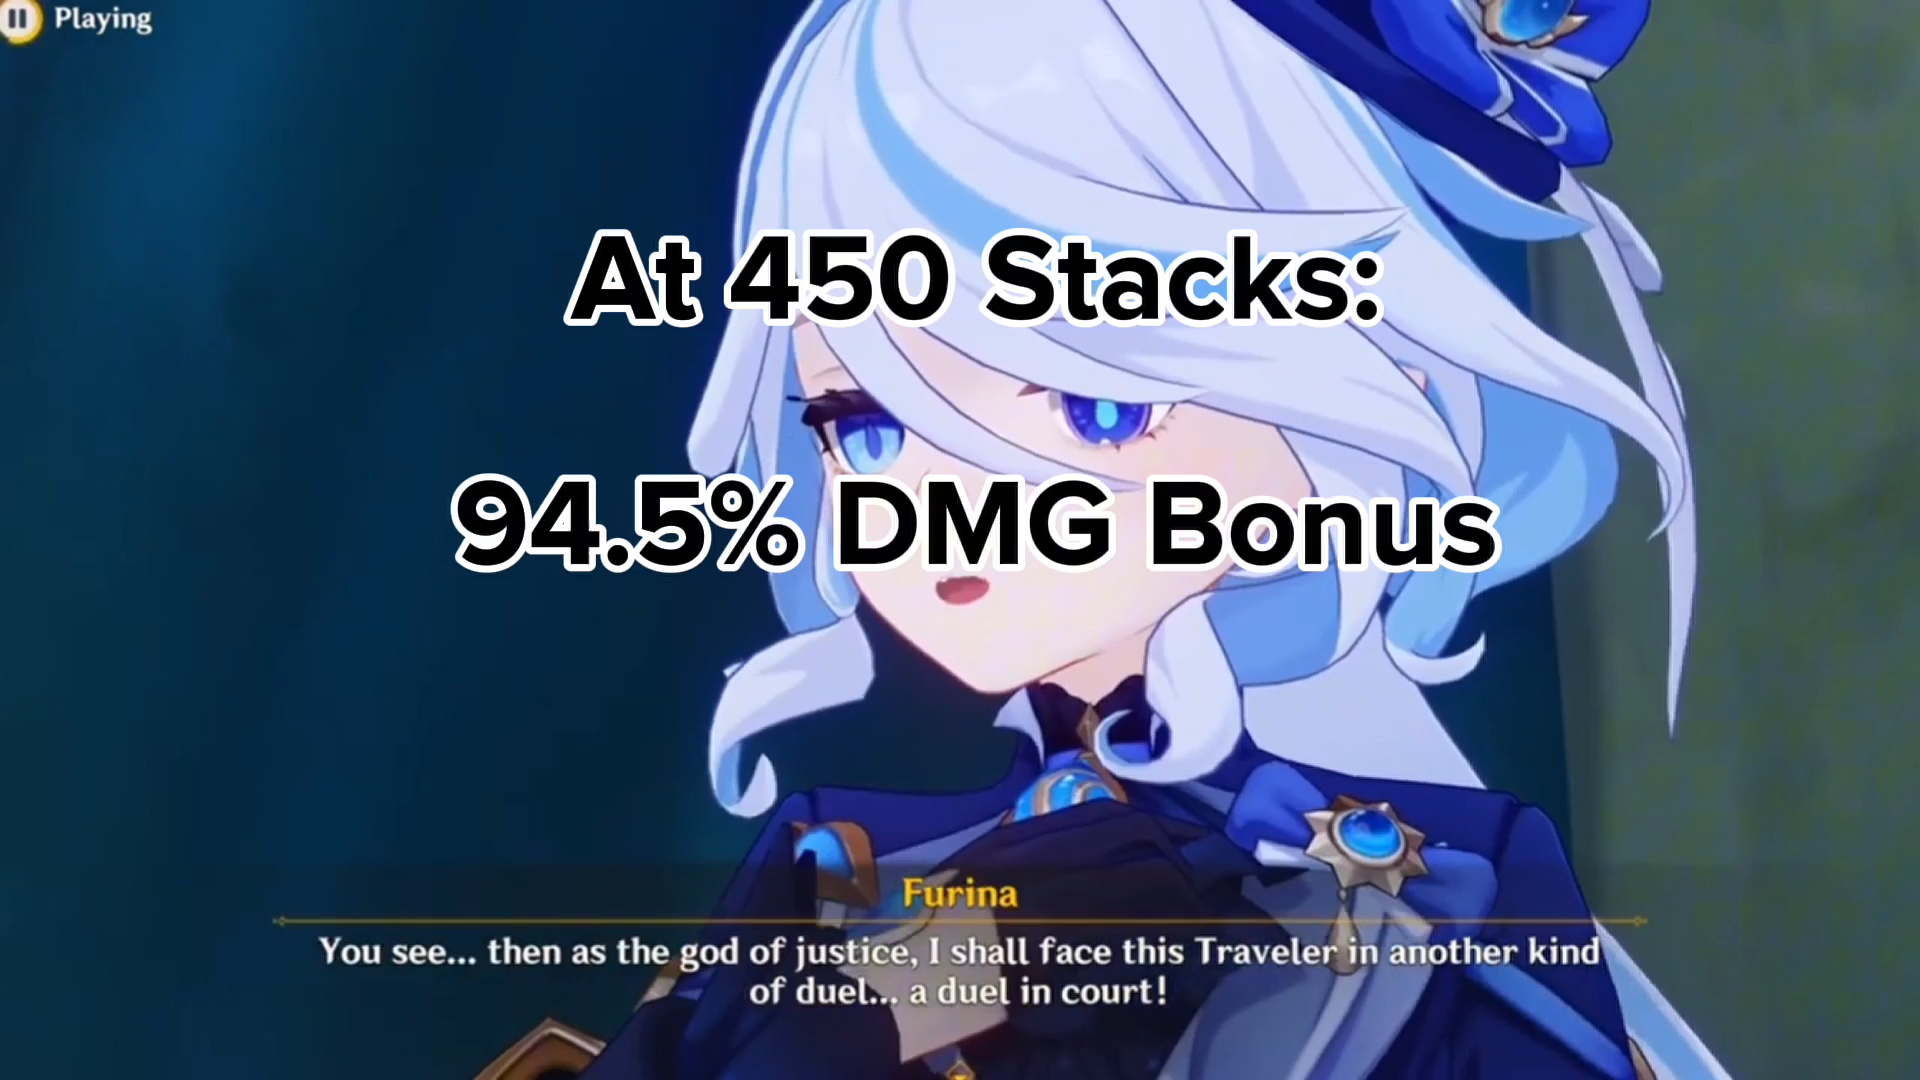 Playing
At 450 Stacks:
94.5% DMG Bonus
Furina
You see... then as the god of justice, I shall face this Traveler in another kind
of duel... a duel in court!